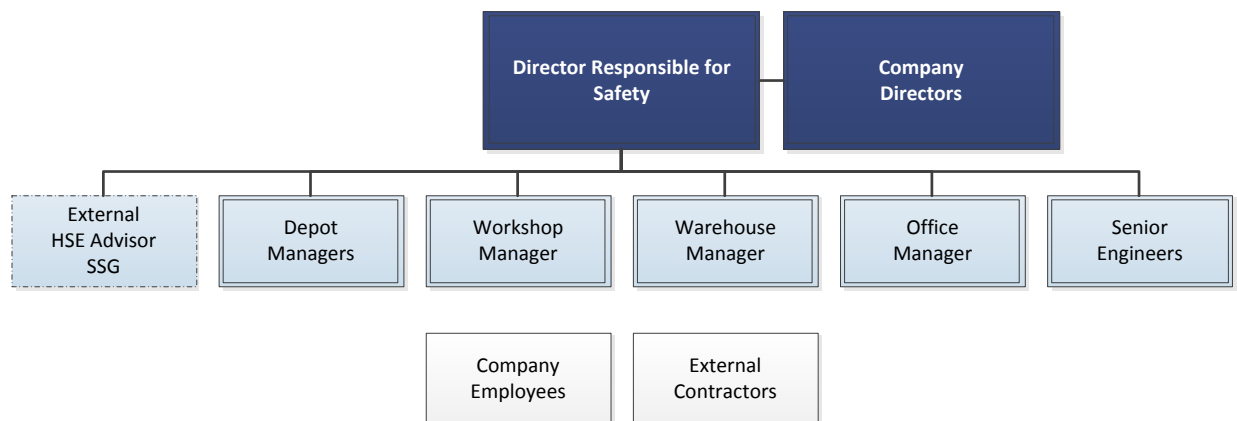 Director Responsible for
Safety
Company
Directors
External
HSE Advisor
SSG
Depot
Managers
Workshop
Manager
Warehouse
Manager
Office
Manager
Senior
Engineers
Company
Employees
External
Contractors